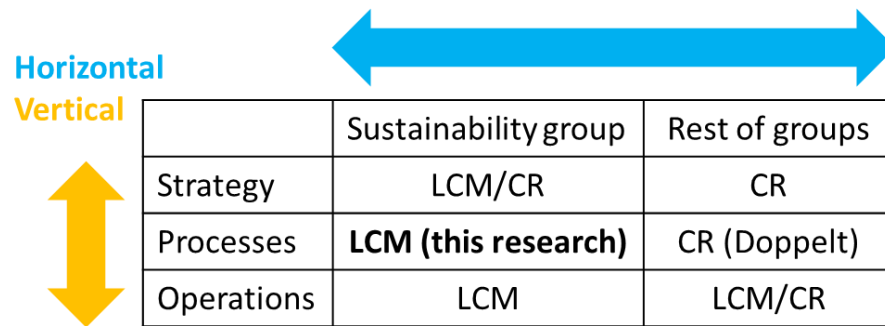 Horizontal
Vertical
Sustainability group Rest of groups
Strategy LCM/CR CR
Processes LCM (this research) CR (Doppelt)
Operations LCM LCM/CR